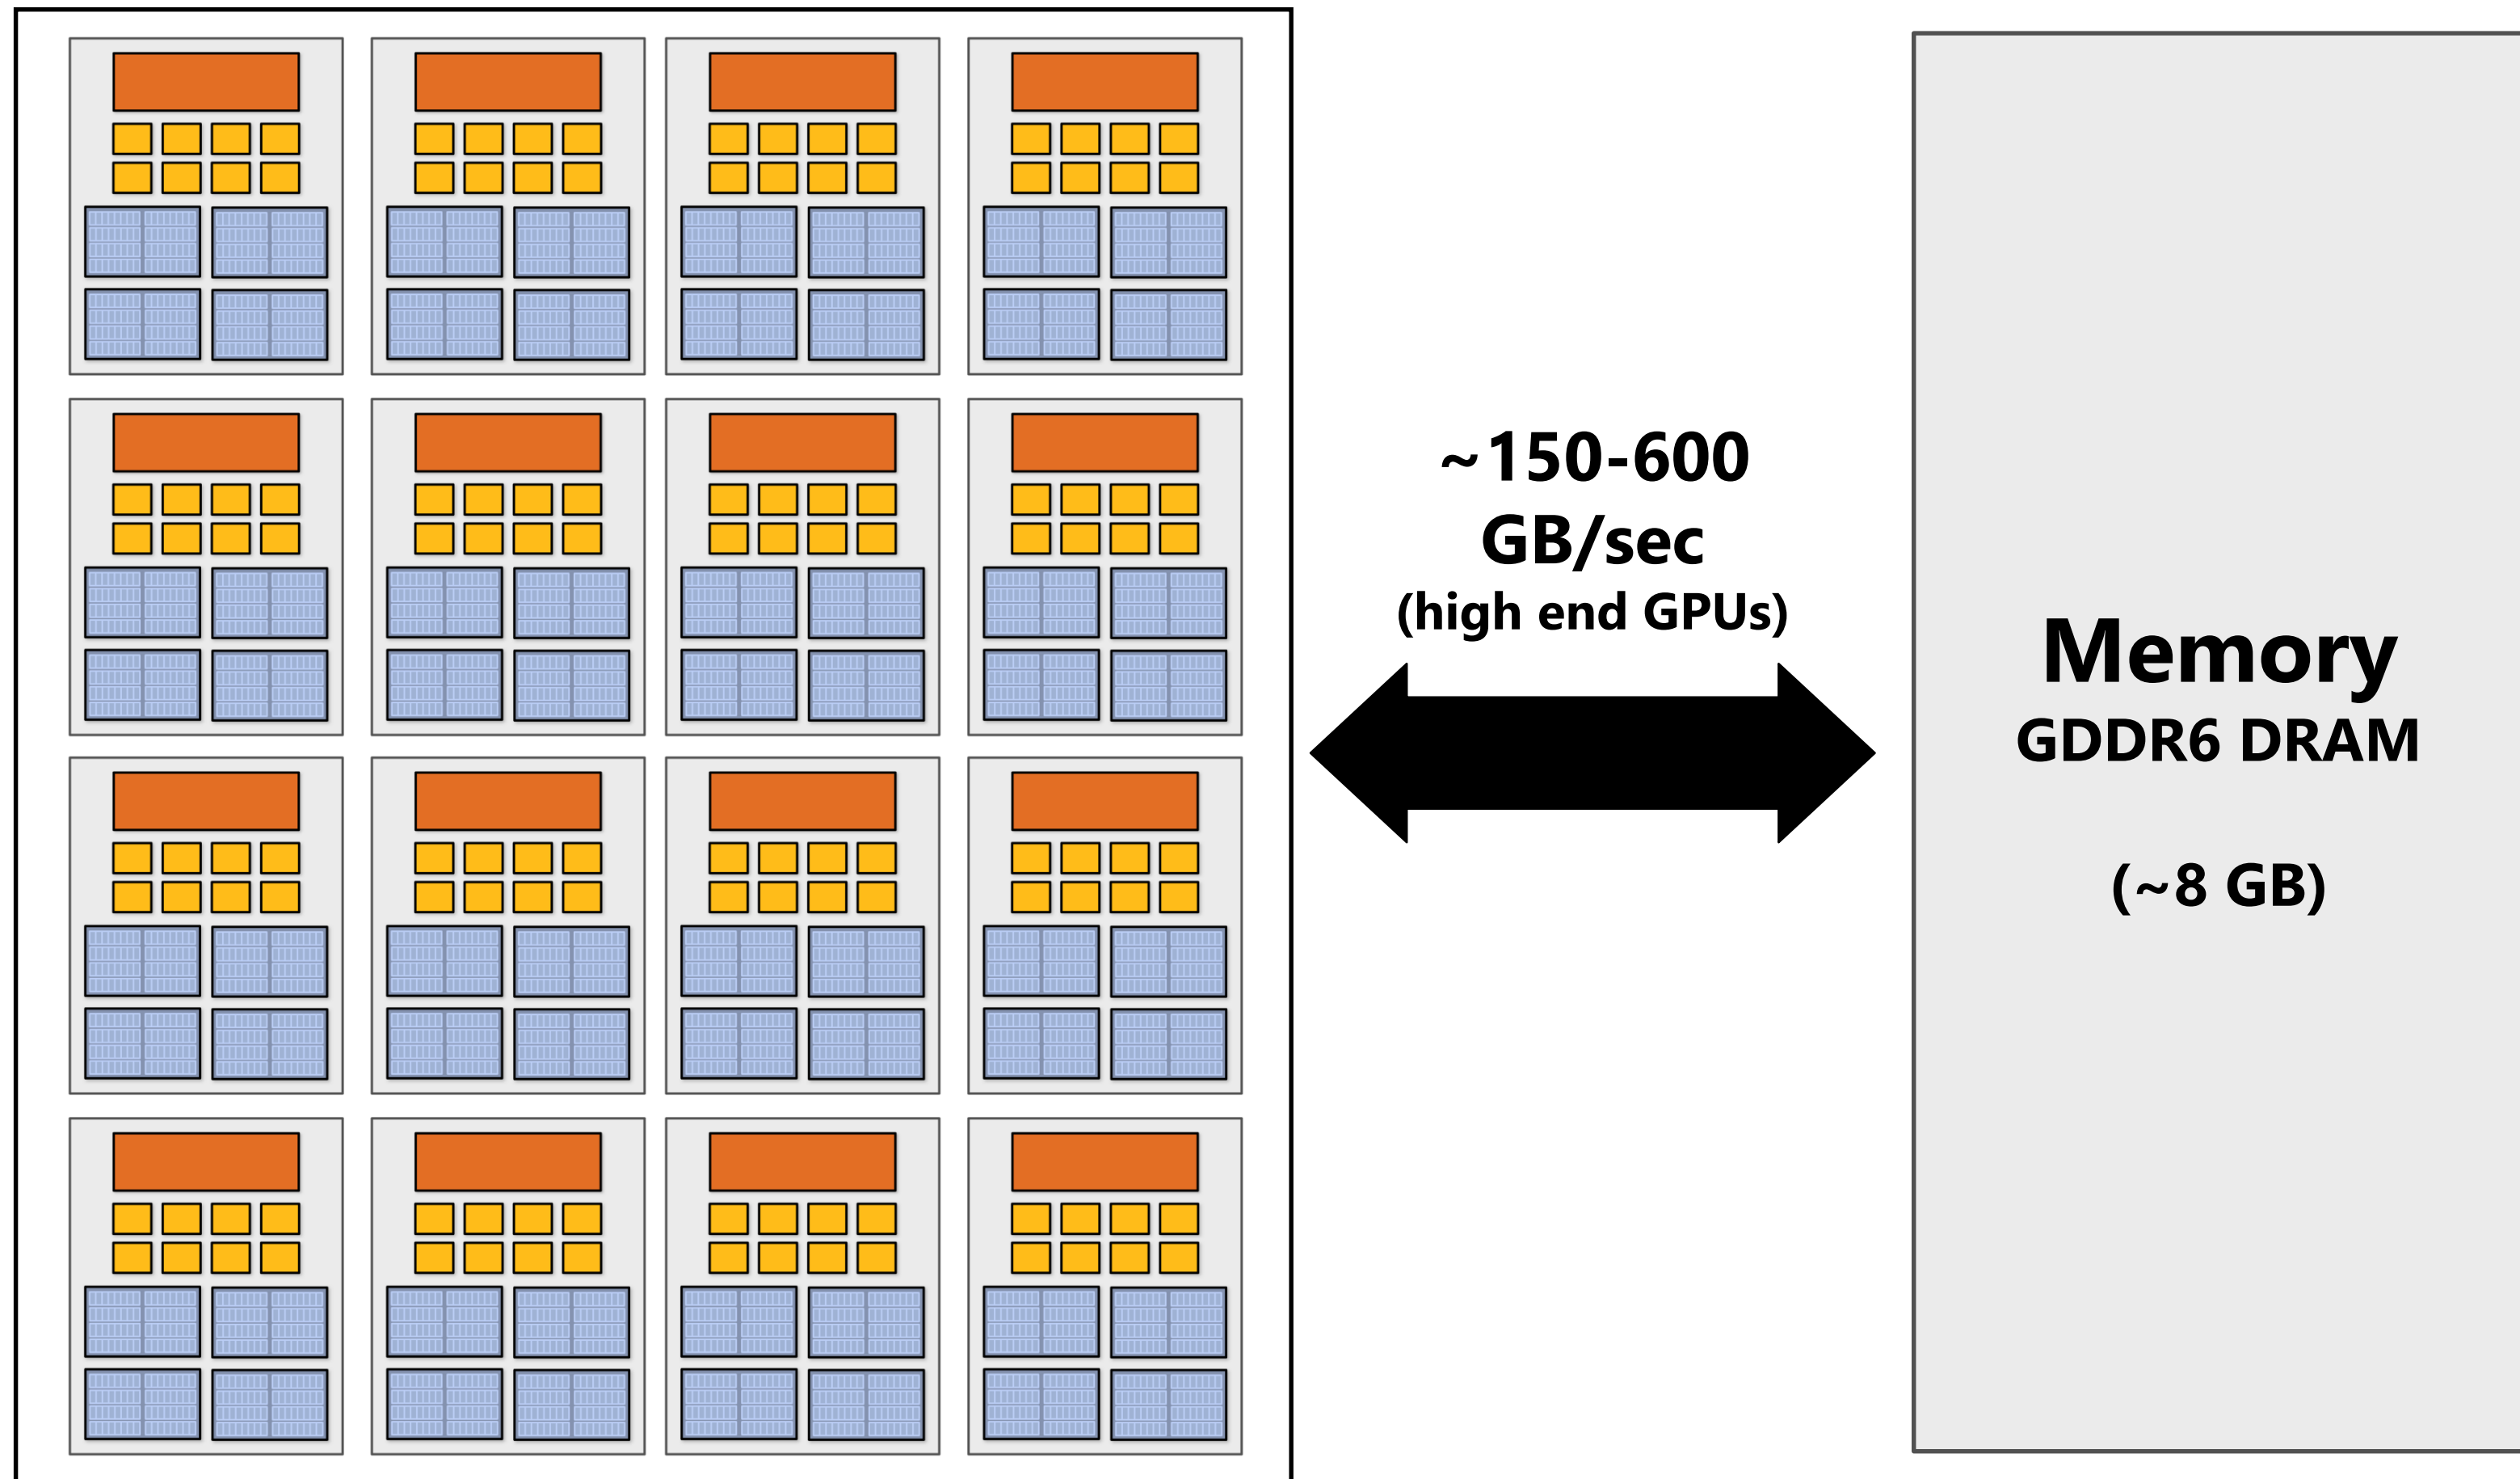 ~150-600
GB/sec
(high end GPUs)
Memory
GDDR6 DRAM
(~8 GB)